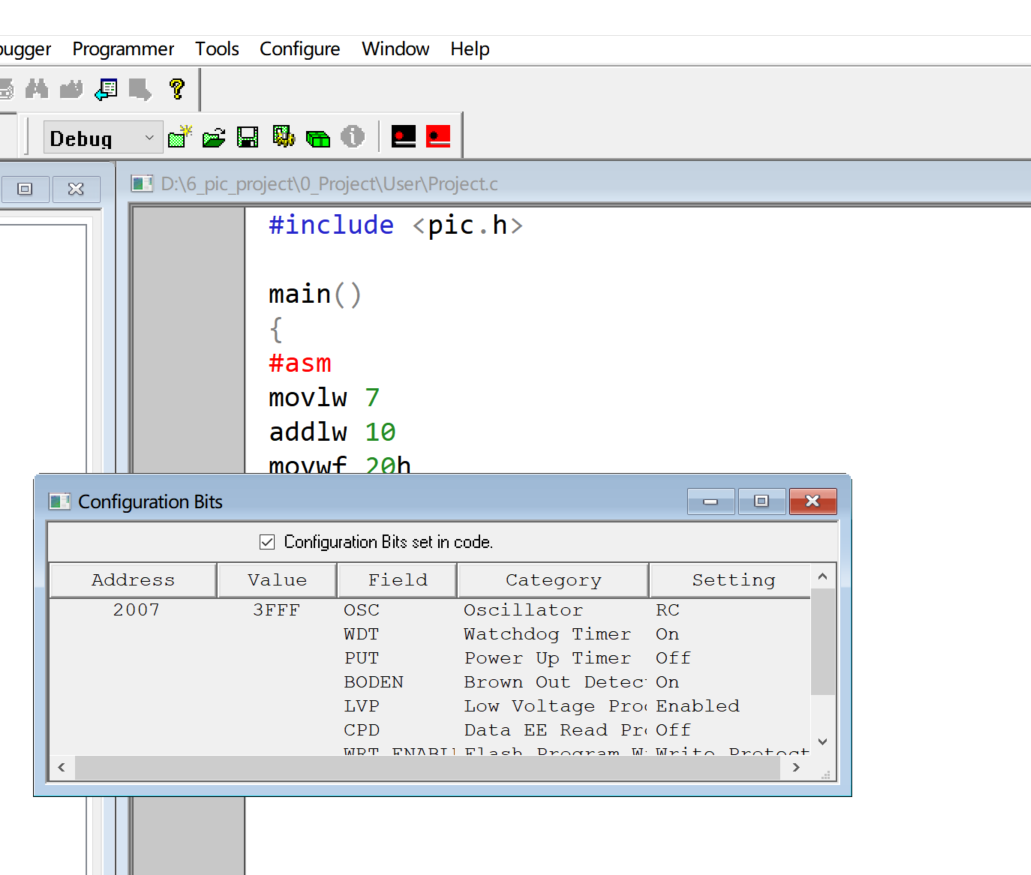 bugger Programmer Tools Configure Window Help
Debug
D:\6_pic_project\0_Project\User\Project.c
#include <pic.h>
main()
{
#asm
movlw 7
addlw 10
movwf 20h
Configuration Bits
Configuration Bits set in code.
Address Value Field Category Setting
2007 3FFF OSC Oscillator RC
WDT Watchdog Timer On
PUT Power Up Timer Off
BODEN Brown Out Detec On
LVP Low Voltage Pro Enabled
CPD Data EE Read Pr Off
WRT_ENABL Flash Program W Write Protect